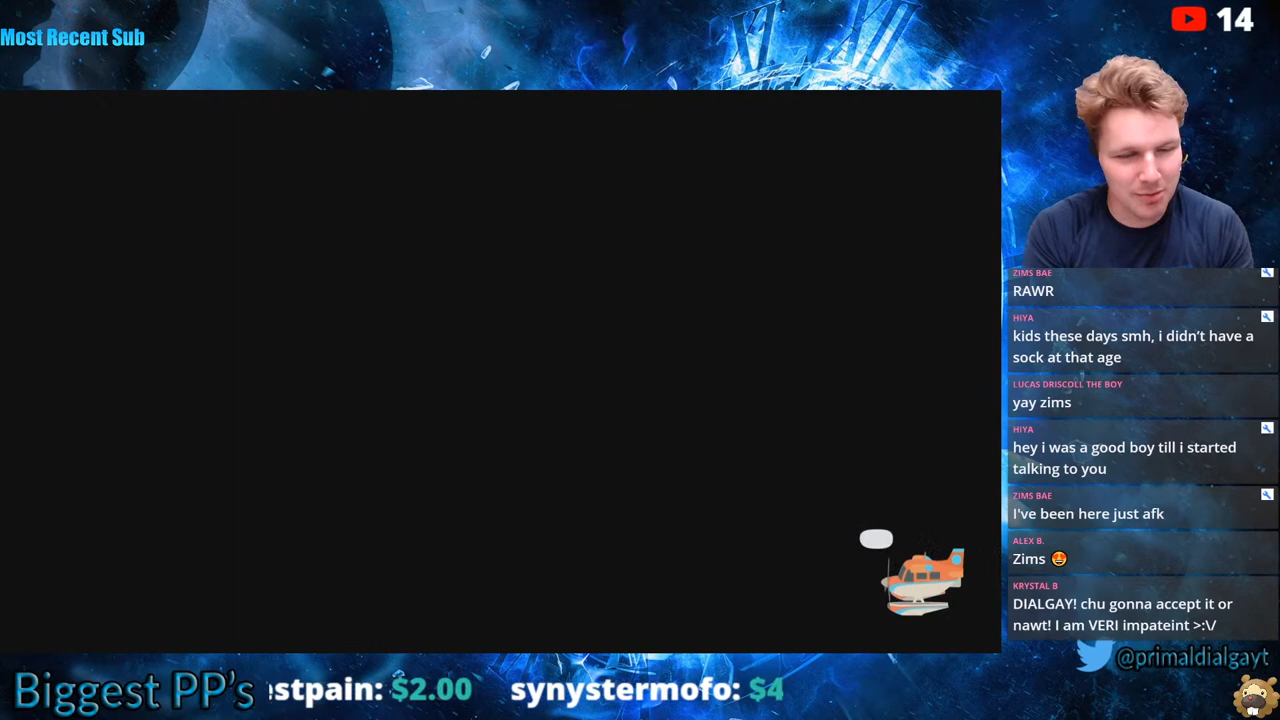 Most Recent Sub
14
ZIMS BAE
RAWR
HIYA
kids these days smh, i didn't have a
sock at that age
LUCAS DRISCOLL THE BOY
yay zims
HIYA
hey i was a good boy till i started
talking to you
ZIMS BAE
I've been here just afk
ALEX B.
Zims 😍
KRYSTAL B
DIALGAY! chu gonna accept it or
nawt! I am VERI impateint >:\/
@primaldialgayt
Biggest PP's stpain: $2.00 synystermofo: $4